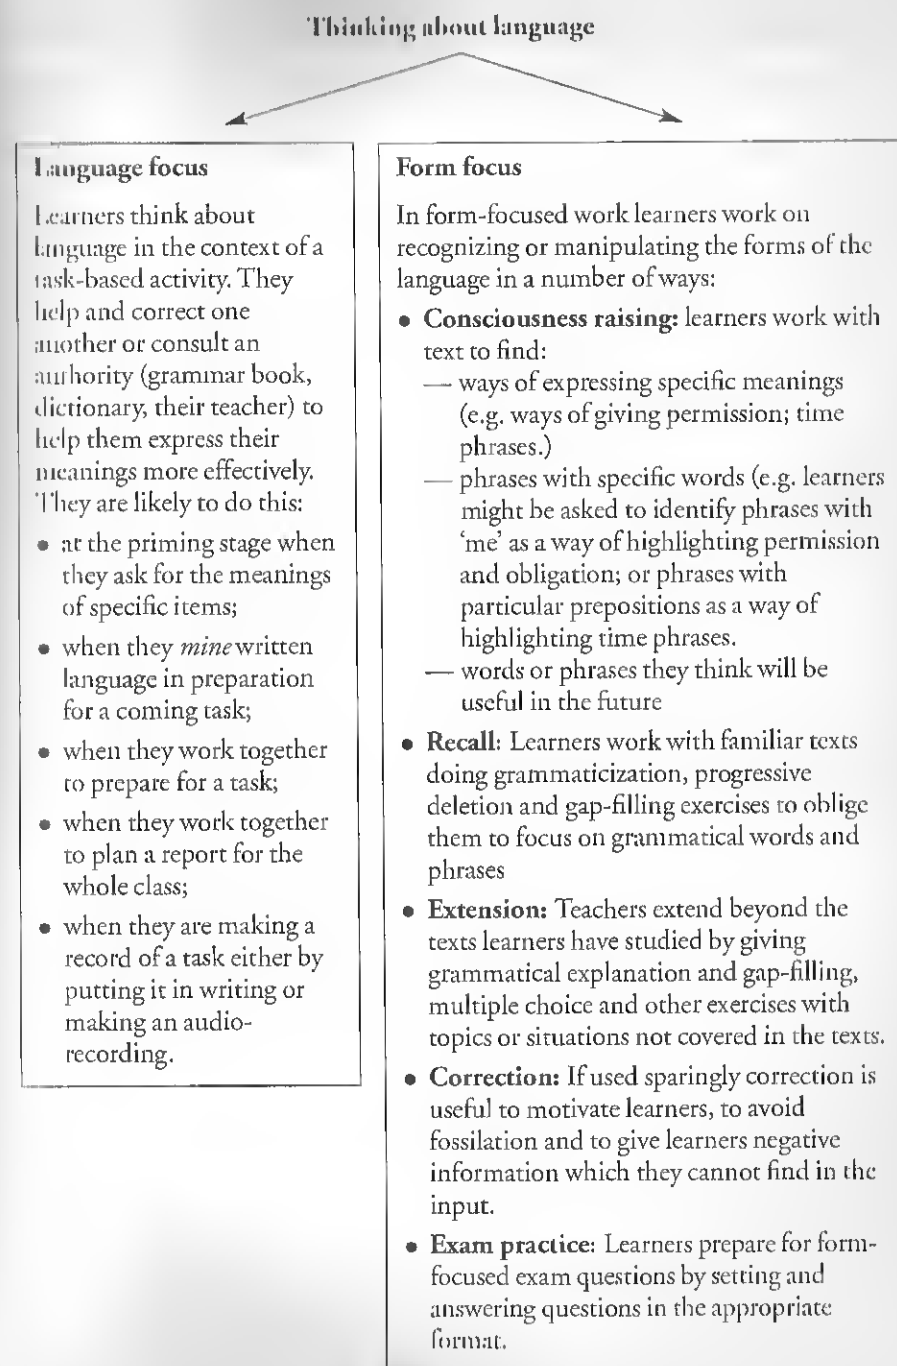 Thinking about language
Language focus
Learners think about
language in the context of a
task-based activity. They
help and correct one
another or consult an
authority (grammar book,
dictionary, their teacher) to
help them express their
meanings more effectively.
They are likely to do this:
• at the priming stage when
they ask for the meanings
of specific items;
• when they mine written
language in preparation
for a coming task;
• when they work together
to prepare for a task;
• when they work together
to plan a report for the
whole class;
• when they are making a
record of a task either by
putting it in writing or
making an audio-
recording.
Form focus
In form-focused work learners work on
recognizing or manipulating the forms of the
language in a number of ways:
• Consciousness raising: learners work with
text to find:
— ways of expressing specific meanings
(e.g. ways of giving permission; time
phrases.)
— phrases with specific words (e.g. learners
might be asked to identify phrases with
‘me’ as a way of highlighting permission
and obligation; or phrases with
particular prepositions as a way of
highlighting time phrases.
— words or phrases they think will be
useful in the future
• Recall: Learners work with familiar texts
doing grammaticization, progressive
deletion and gap-filling exercises to oblige
them to focus on grammatical words and
phrases
• Extension: Teachers extend beyond the
texts learners have studied by giving
grammatical explanation and gap-filling,
multiple choice and other exercises with
topics or situations not covered in the texts.
• Correction: If used sparingly correction is
useful to motivate learners, to avoid
fossilation and to give learners negative
information which they cannot find in the
input.
• Exam practice: Learners prepare for form-
focused exam questions by setting and
answering questions in the appropriate
format.